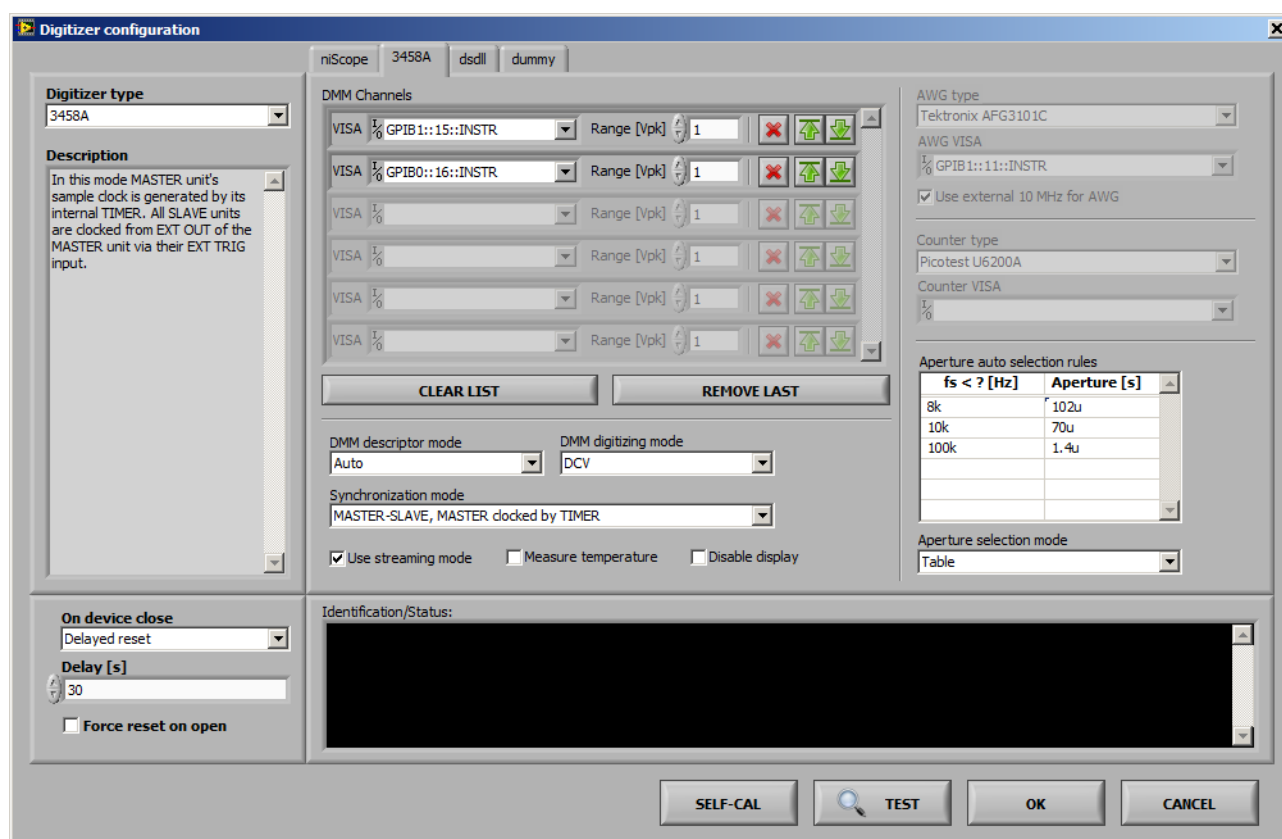 Digitizer configuration
niScope 3458A dsdll dummy
Digitizer type
3458A
Description
In this mode MASTER unit's
sample clock is generated by its
internal TIMER. All SLAVE units
are clocked from EXT OUT of the
MASTER unit via their EXT TRIG
input.
DMM Channels
VISA GPIB1::15::INSTR Range [Vpk] 1
VISA GPIB0::16::INSTR Range [Vpk] 1
VISA Range [Vpk] 1
VISA Range [Vpk] 1
VISA Range [Vpk] 1
VISA Range [Vpk] 1
CLEAR LIST REMOVE LAST
DMM descriptor mode DMM digitizing mode
Auto DCV
Synchronization mode
MASTER-SLAVE, MASTER clocked by TIMER
Use streaming mode Measure temperature Disable display
AWG type
Tektronix AFG3101C
AWG VISA
GPIB1::11::INSTR
Use external 10 MHz for AWG
Counter type
Picotest U6200A
Counter VISA
Aperture auto selection rules
fs < ? [Hz] Aperture [s]
8k 102u
10k 70u
100k 1.4u
Aperture selection mode
Table
On device close
Delayed reset
Delay [s]
30
Force reset on open
Identification/Status:
SELF-CAL TEST OK CANCEL